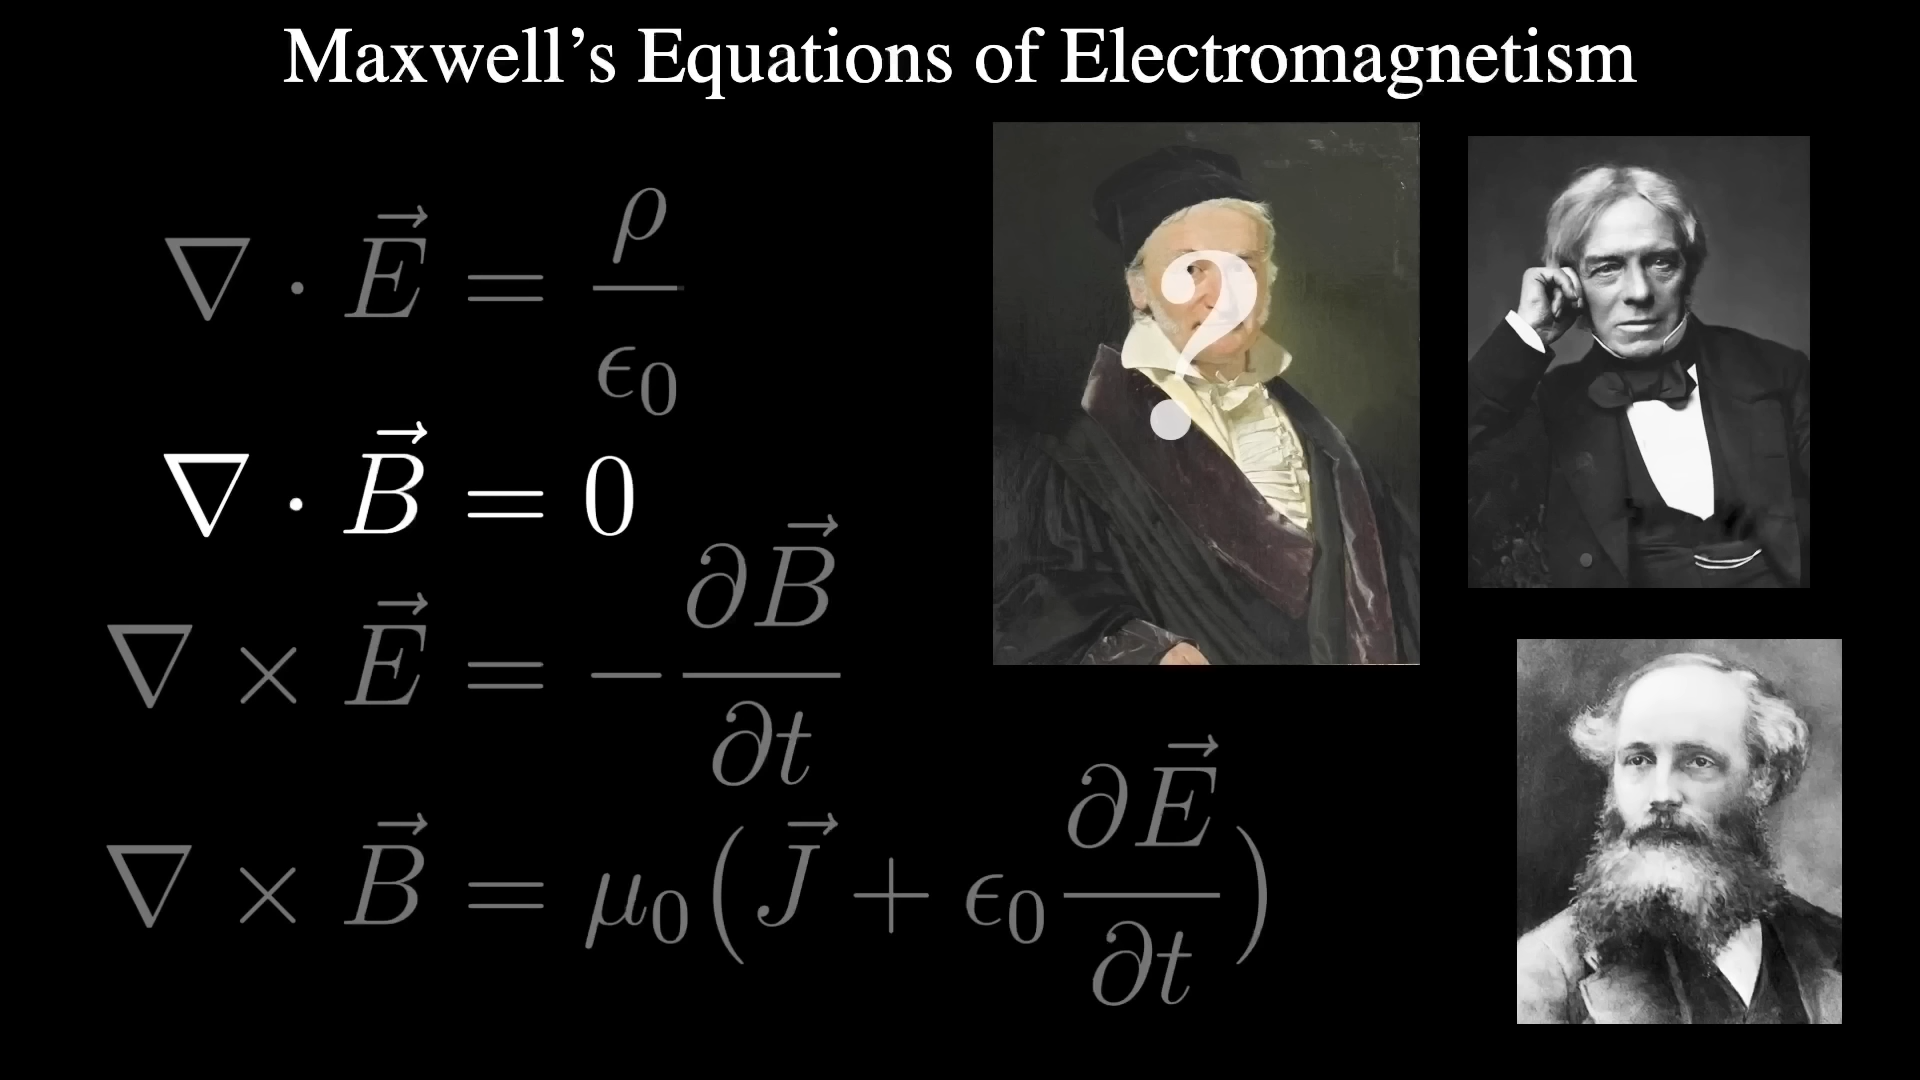 Maxwell’s Equations of Electromagnetism
∇ · E⃗ = ρ / ϵ₀
∇ · B⃗ = 0
∇ × E⃗ = − ∂B⃗ / ∂t
∇ × B⃗ = μ₀(J⃗ + ϵ₀ ∂E⃗ / ∂t)
?